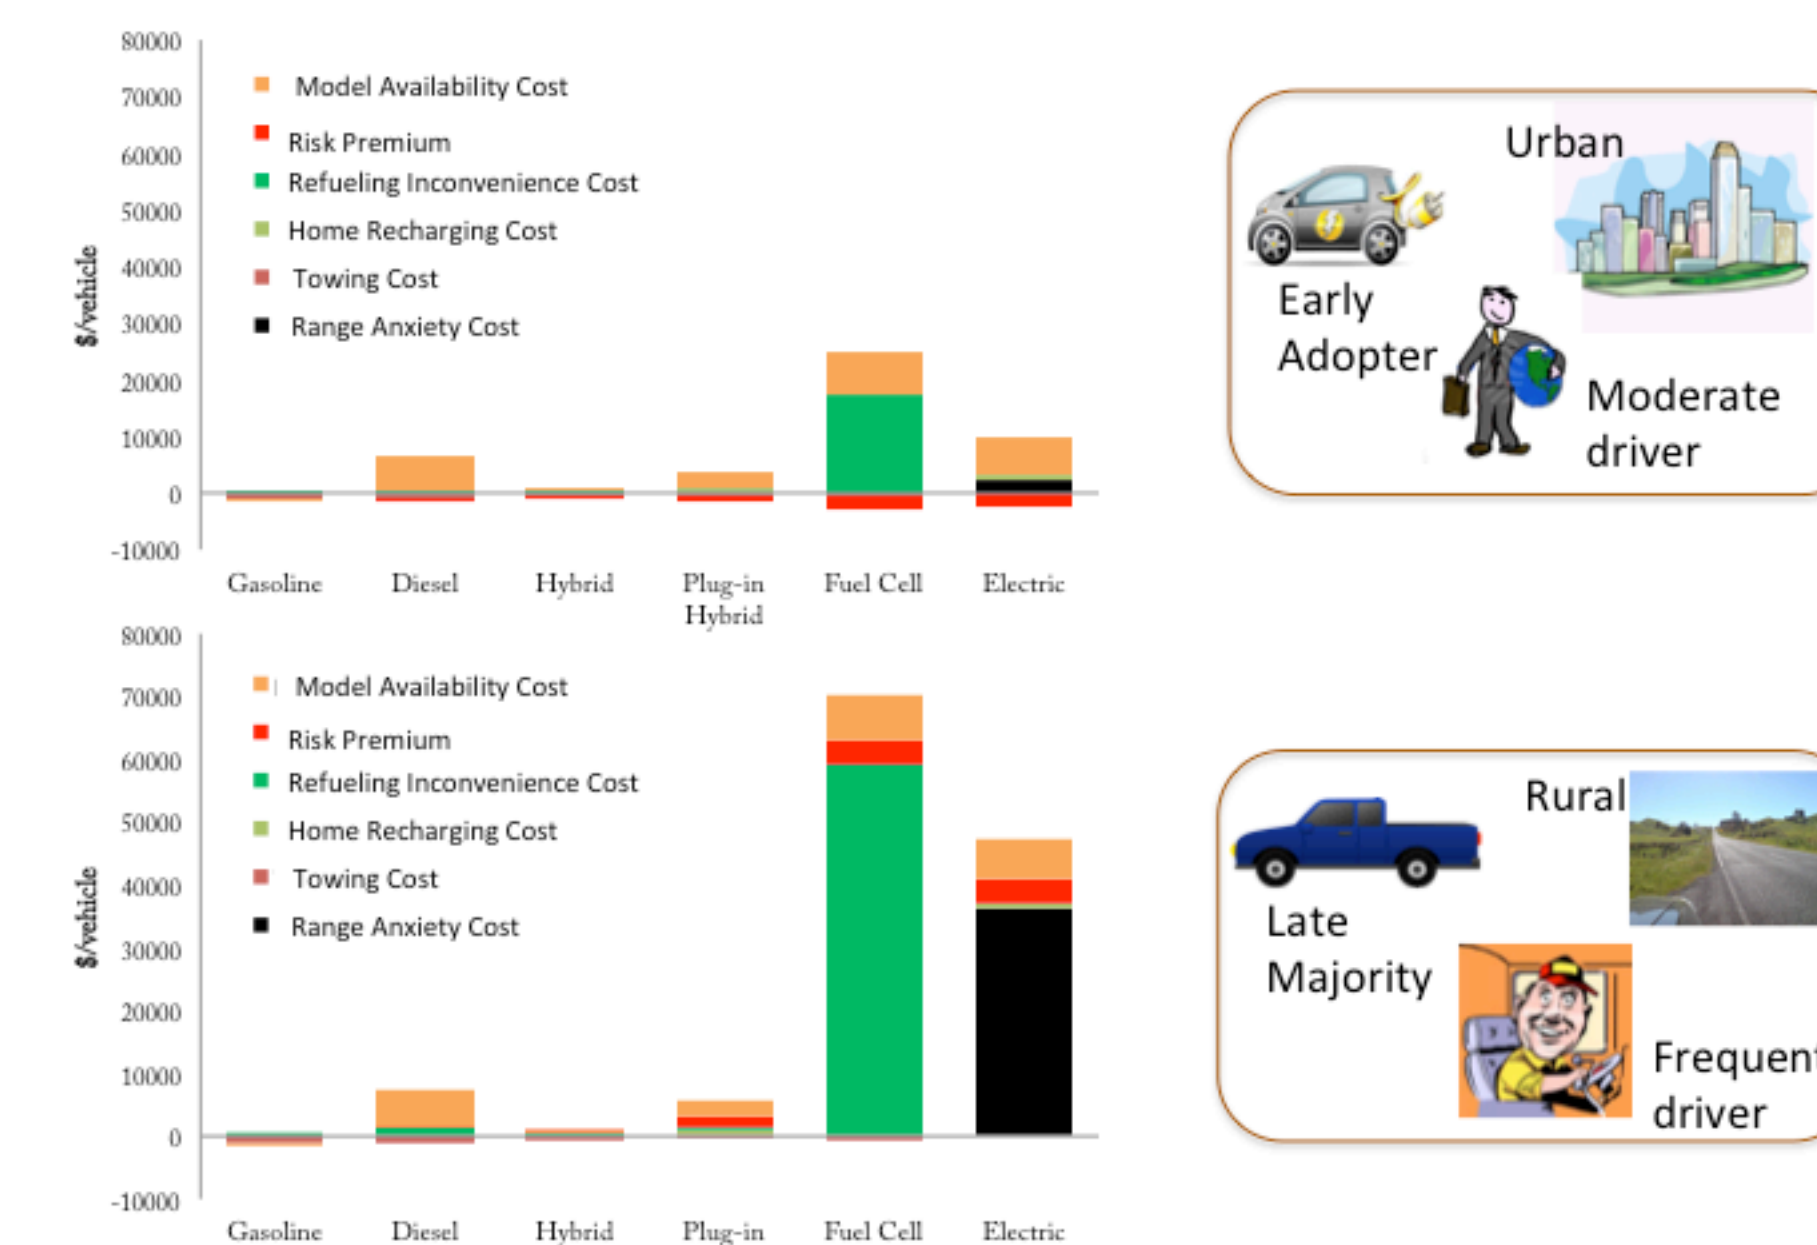 80000
70000
60000
50000
40000
30000
20000
10000
0
-10000
$/vehicle
Model Availability Cost
Risk Premium
Refueling Inconvenience Cost
Home Recharging Cost
Towing Cost
Range Anxiety Cost
Gasoline
Diesel
Hybrid
Plug-in
Hybrid
Fuel Cell
Electric
Urban
Early
Adopter
Moderate
driver
80000
70000
60000
50000
40000
30000
20000
10000
0
-10000
$/vehicle
Model Availability Cost
Risk Premium
Refueling Inconvenience Cost
Home Recharging Cost
Towing Cost
Range Anxiety Cost
Gasoline
Diesel
Hybrid
Plug-in
Fuel Cell
Electric
Rural
Late
Majority
Frequent
driver